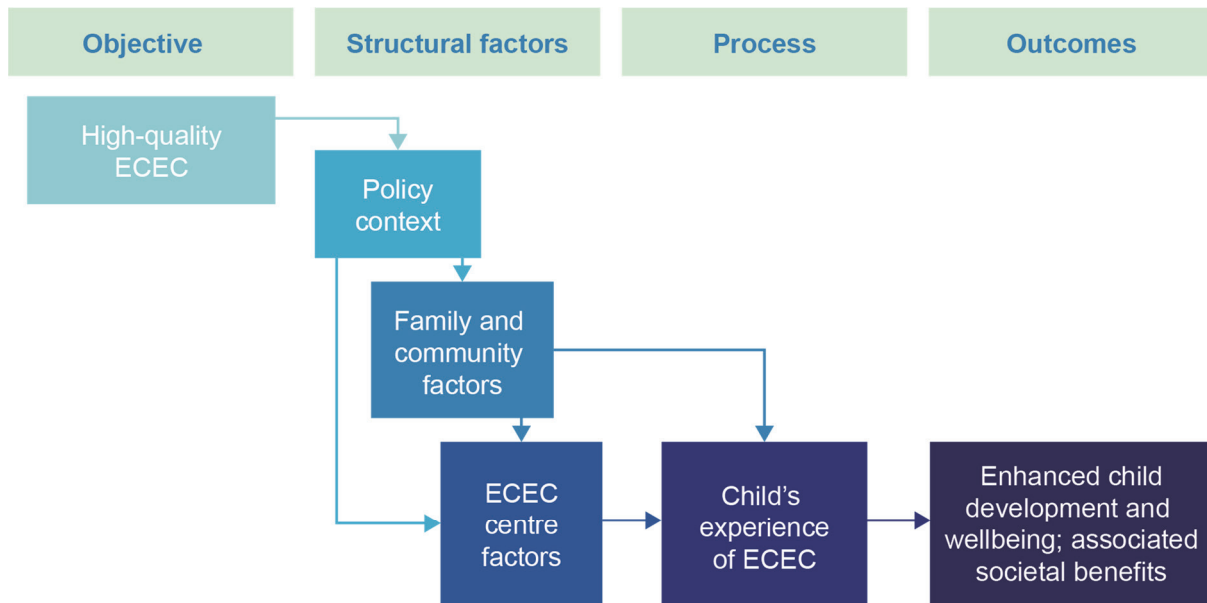 Objective
Structural factors
Process
Outcomes
High-quality
ECEC
Policy
context
Family and
community
factors
ECEC
centre
factors
Child’s
experience
of ECEC
Enhanced child
development and
wellbeing; associated
societal benefits